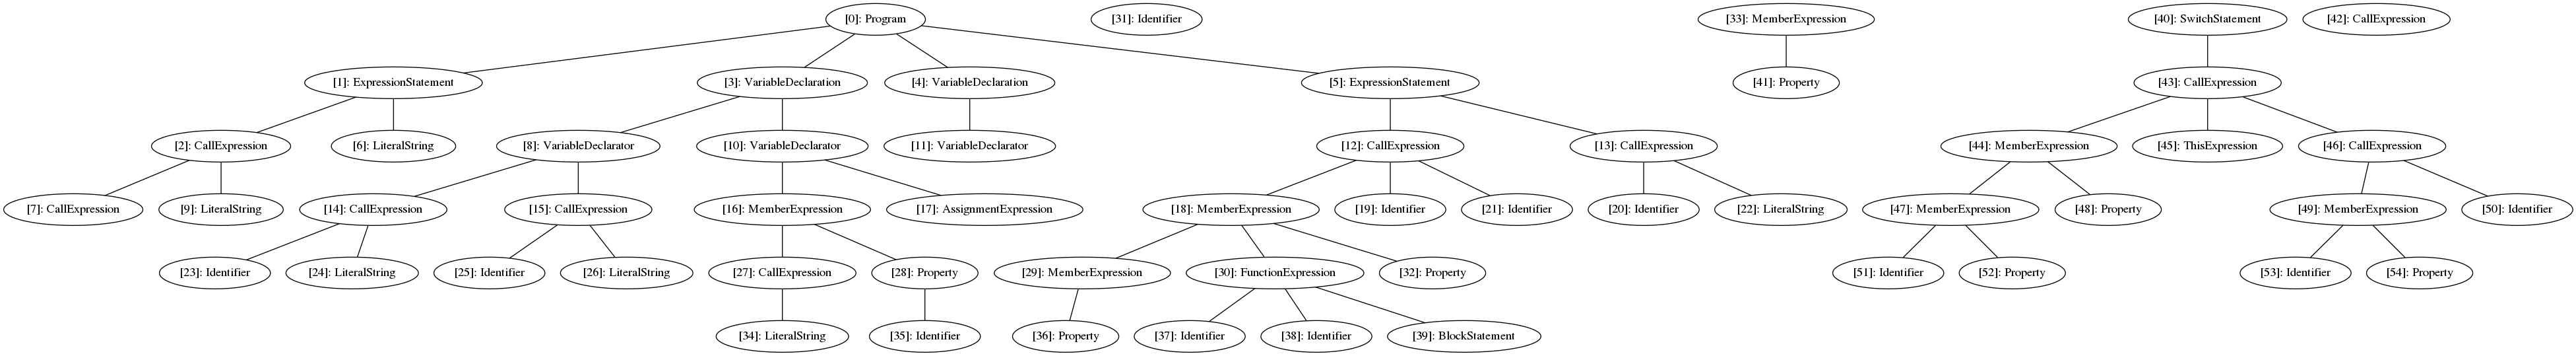 [0]: Program
[31]: Identifier
[33]: MemberExpression
[40]: SwitchStatement
[42]: CallExpression
[1]: ExpressionStatement
[3]: VariableDeclaration
[4]: VariableDeclaration
[5]: ExpressionStatement
[41]: Property
[43]: CallExpression
[2]: CallExpression
[6]: LiteralString
[8]: VariableDeclarator
[10]: VariableDeclarator
[11]: VariableDeclarator
[12]: CallExpression
[13]: CallExpression
[44]: MemberExpression
[45]: ThisExpression
[46]: CallExpression
[7]: CallExpression
[9]: LiteralString
[14]: CallExpression
[15]: CallExpression
[16]: MemberExpression
[17]: AssignmentExpression
[18]: MemberExpression
[19]: Identifier
[21]: Identifier
[20]: Identifier
[22]: LiteralString
[47]: MemberExpression
[48]: Property
[49]: MemberExpression
[50]: Identifier
[23]: Identifier
[24]: LiteralString
[25]: Identifier
[26]: LiteralString
[27]: CallExpression
[28]: Property
[29]: MemberExpression
[30]: FunctionExpression
[32]: Property
[51]: Identifier
[52]: Property
[53]: Identifier
[54]: Property
[34]: LiteralString
[35]: Identifier
[36]: Property
[37]: Identifier
[38]: Identifier
[39]: BlockStatement